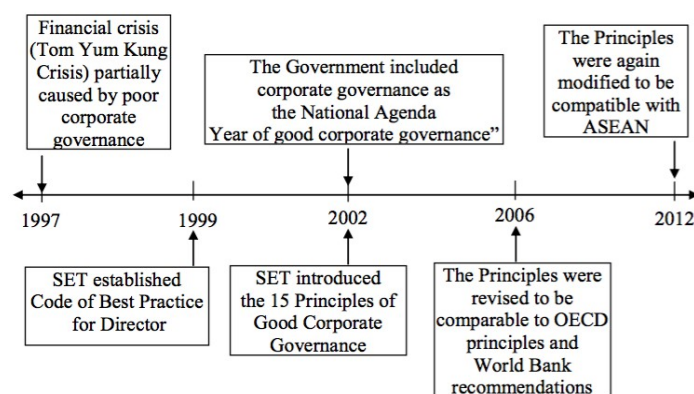 Financial crisis
(Tom Yum Kung
Crisis) partially
caused by poor
corporate
governance
The Government included
corporate governance as
the National Agenda
Year of good corporate governance”
The Principles
were again
modified to be
compatible with
ASEAN
1997
1999
2002
2006
2012
SET established
Code of Best Practice
for Director
SET introduced
the 15 Principles of
Good Corporate
Governance
The Principles were
revised to be
comparable to OECD
principles and
World Bank
recommendations